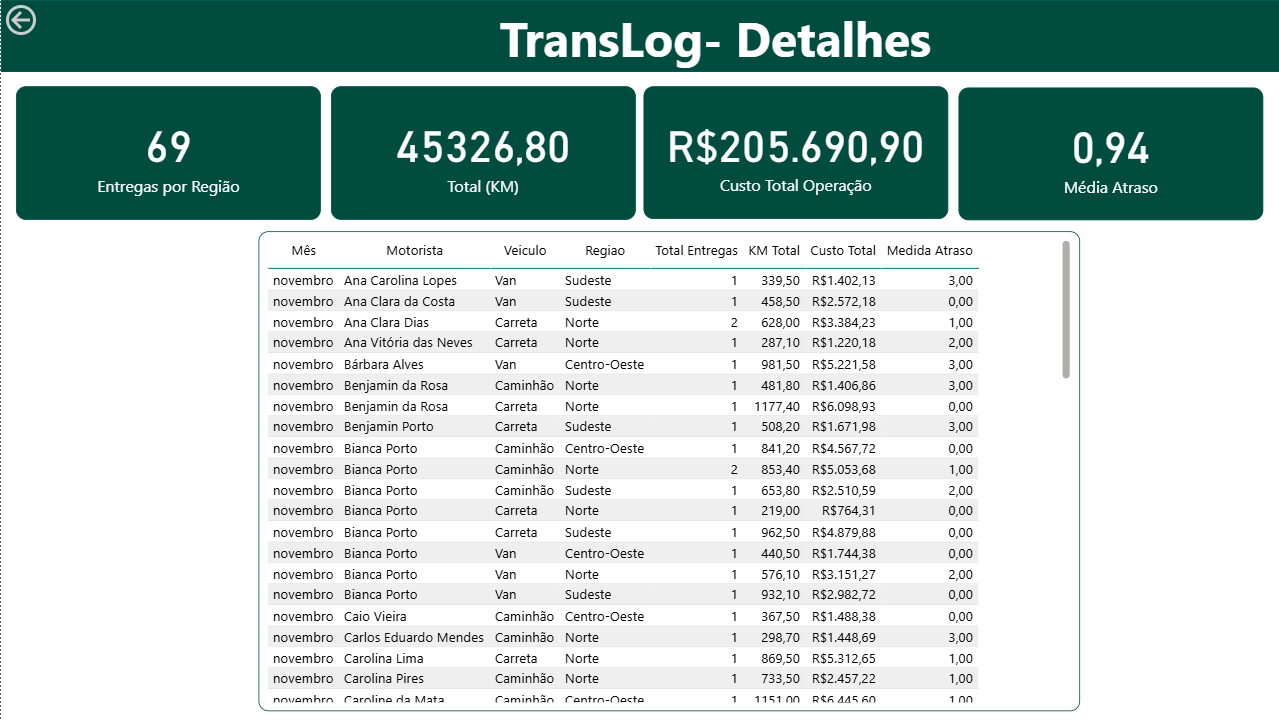 TransLog- Detalhes
69
Entregas por Região
45326,80
Total (KM)
R$205.690,90
Custo Total Operação
0,94
Média Atraso
Mês Motorista Veiculo Regiao Total Entregas KM Total Custo Total Medida Atraso
novembro Ana Carolina Lopes Van Sudeste 1 339,50 R$1.402,13 3,00
novembro Ana Clara da Costa Van Sudeste 1 458,50 R$2.572,18 0,00
novembro Ana Clara Dias Carreta Norte 2 628,00 R$3.384,23 1,00
novembro Ana Vitória das Neves Carreta Norte 1 287,10 R$1.220,18 2,00
novembro Bárbara Alves Van Centro-Oeste 1 981,50 R$5.221,58 3,00
novembro Benjamin da Rosa Caminhão Norte 1 481,80 R$1.406,86 3,00
novembro Benjamin da Rosa Carreta Norte 1 1177,40 R$6.098,93 0,00
novembro Benjamin Porto Carreta Sudeste 1 508,20 R$1.671,98 3,00
novembro Bianca Porto Caminhão Centro-Oeste 1 841,20 R$4.567,72 0,00
novembro Bianca Porto Caminhão Norte 2 853,40 R$5.053,68 1,00
novembro Bianca Porto Caminhão Sudeste 1 653,80 R$2.510,59 2,00
novembro Bianca Porto Carreta Norte 1 219,00 R$764,31 0,00
novembro Bianca Porto Carreta Sudeste 1 962,50 R$4.879,88 0,00
novembro Bianca Porto Van Centro-Oeste 1 440,50 R$1.744,38 0,00
novembro Bianca Porto Van Norte 1 576,10 R$3.151,27 2,00
novembro Bianca Porto Van Sudeste 1 932,10 R$2.982,72 0,00
novembro Caio Vieira Caminhão Centro-Oeste 1 367,50 R$1.488,38 0,00
novembro Carlos Eduardo Mendes Caminhão Norte 1 298,70 R$1.448,69 3,00
novembro Carolina Lima Carreta Norte 1 869,50 R$5.312,65 1,00
novembro Carolina Pires Caminhão Norte 1 733,50 R$2.457,22 1,00
novembro Caroline da Mata Caminhão Centro-Oeste 1 1151,00 R$6.445,60 1,00